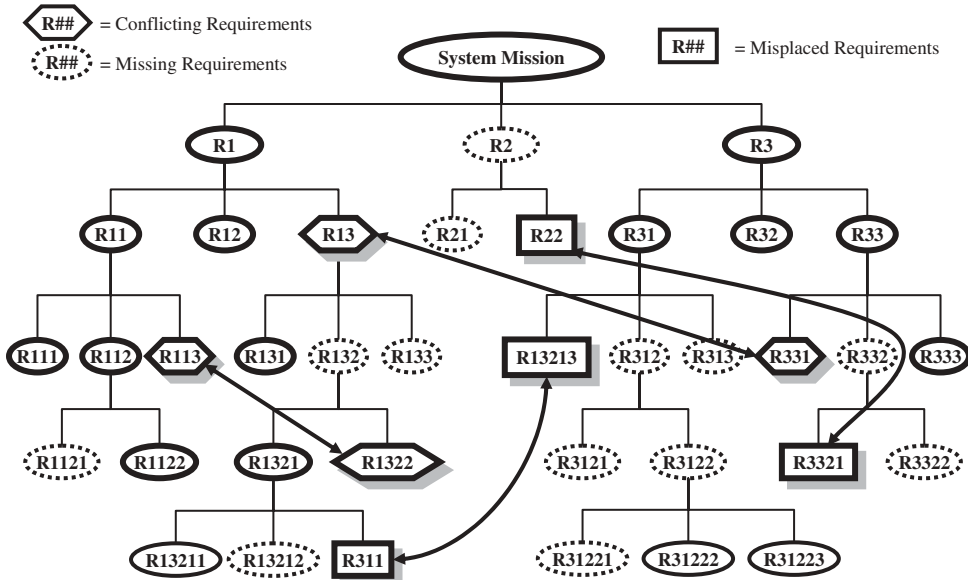 R## = Conflicting Requirements
R## = Misplaced Requirements
R## = Missing Requirements
System Mission
R1 R2 R3
R11 R12 R13 R21 R22 R31 R32 R33
R111 R112 R113 R131 R132 R133 R13213 R312 R313 R331 R332 R333
R1121 R1122 R1321 R1322 R3121 R3122 R3321 R3322
R13211 R13212 R311 R31221 R31222 R31223